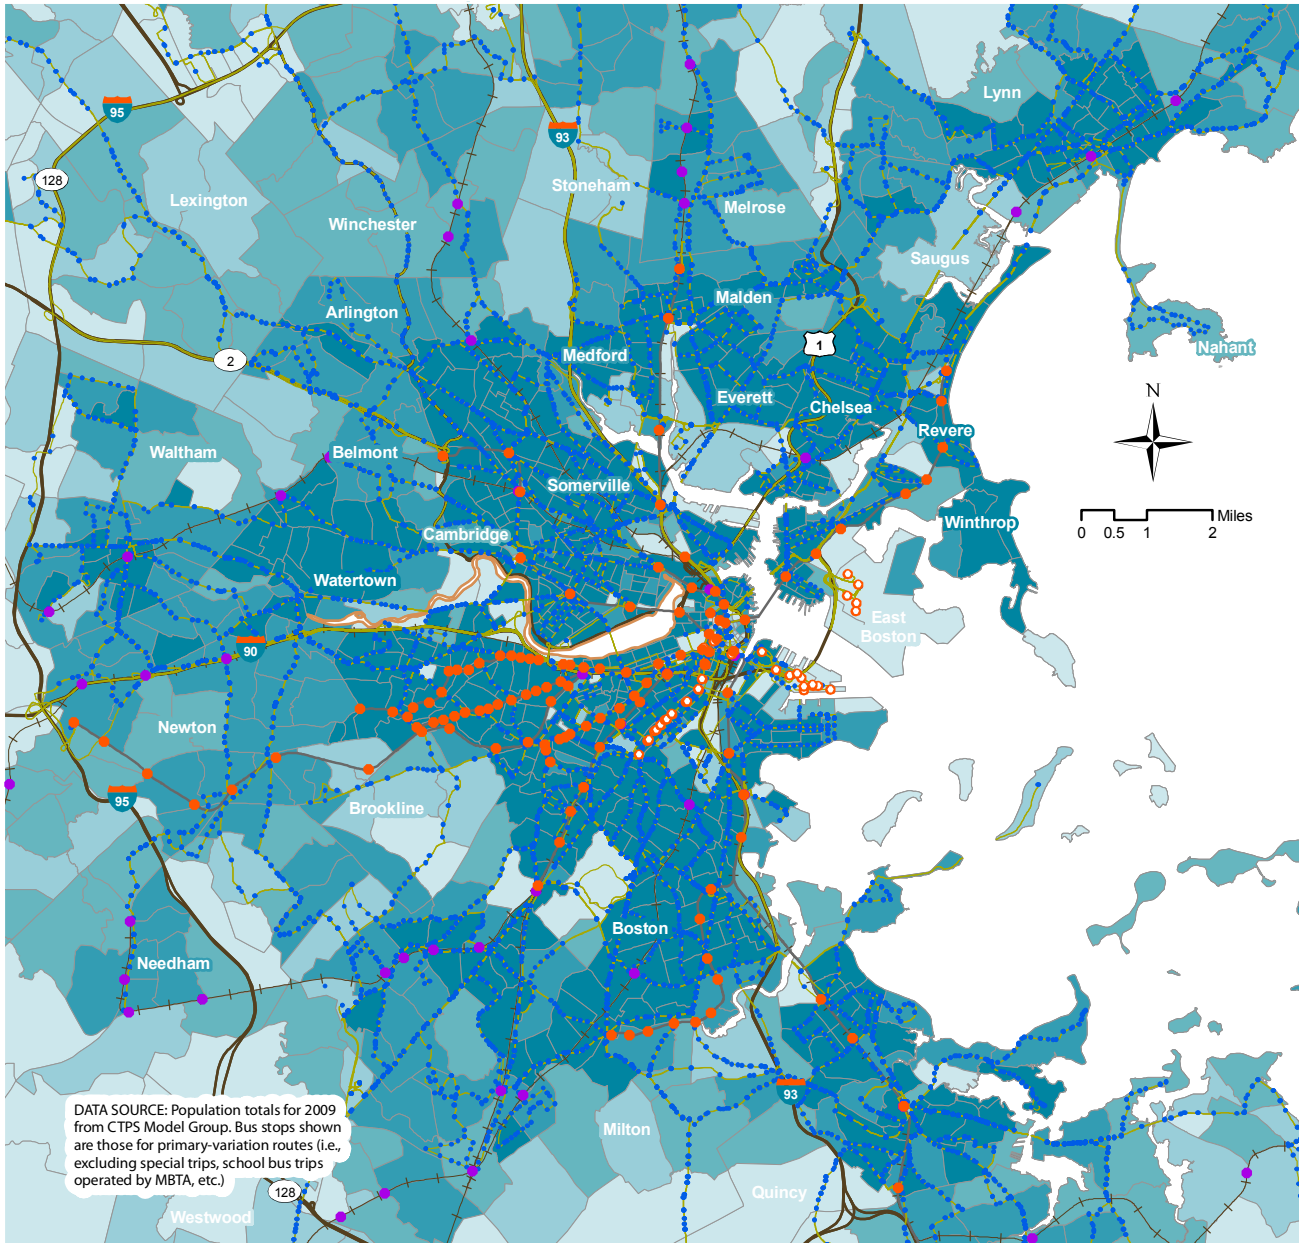 Lynn
95
93
128
Stoneham
Lexington
Melrose
Winchester
Saugus
Malden
Arlington
1
Nahant
Medford
2
N
Everett
Chelsea
Revere
Waltham
Belmont
Somerville
Miles
0 0.5 1 2
Winthrop
Cambridge
Watertown
East
Boston
90
Newton
95
Brookline
Boston
Needham
93
DATA SOURCE: Population totals for 2009
from CTPS Model Group. Bus stops shown
are those for primary-variation routes (i.e.,
excluding special trips, school bus trips
operated by MBTA, etc.)
Milton
128
Quincy
Westwood